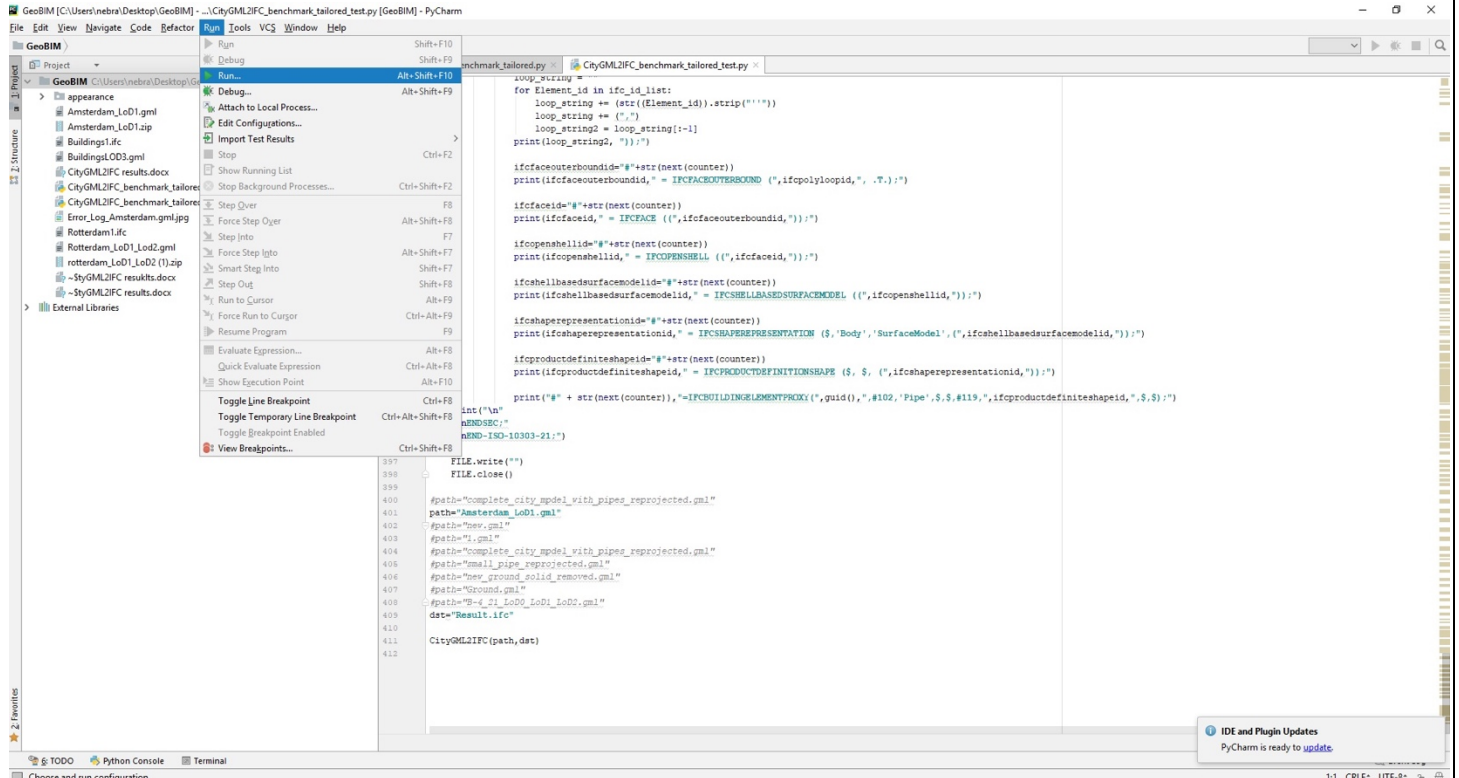 GeoBIM [C:\Users\nebra\Desktop\GeoBIM] - ...\CityGML2IFC_benchmark_tailored_test.py [GeoBIM] - PyCharm
File Edit View Navigate Code Refactor Run Tools VCS Window Help
GeoBIM
Project
GeoBIM C:\Users\nebra\Desktop\Ge
appearance
Amsterdam_LoD1.gml
Amsterdam_LoD1.zip
Buildings1.ifc
BuildingsLOD3.gml
CityGML2IFC results.docx
CityGML2IFC_benchmark_tailored
CityGML2IFC_benchmark_tailored
Error_Log_Amsterdam.gml.jpg
Rotterdam1.ifc
Rotterdam_LoD1_Lod2.gml
rotterdam_LoD1_LoD2 (1).zip
~$tyGML2IFC resuklts.docx
~$tyGML2IFC results.docx
External Libraries
1: Project
Z: Structure
2: Favorites
Run Shift+F10
Debug Shift+F9
Run... Alt+Shift+F10
Debug... Alt+Shift+F9
Attach to Local Process...
Edit Configurations...
Import Test Results
Stop Ctrl+F2
Show Running List
Stop Background Processes... Ctrl+Shift+F2
Step Over F8
Force Step Over Alt+Shift+F8
Step Into F7
Force Step Into Alt+Shift+F7
Smart Step Into Shift+F7
Step Out Shift+F8
Run to Cursor Alt+F9
Force Run to Cursor Ctrl+Alt+F9
Resume Program F9
Evaluate Expression... Alt+F8
Quick Evaluate Expression Ctrl+Alt+F8
Show Execution Point Alt+F10
Toggle Line Breakpoint Ctrl+F8
Toggle Temporary Line Breakpoint Ctrl+Alt+Shift+F8
Toggle Breakpoint Enabled
View Breakpoints... Ctrl+Shift+F8
enchmark_tailored.py CityGML2IFC_benchmark_tailored_test.py
loop_string = ""
for Element_id in ifc_id_list:
loop_string += (str((Element_id)).strip("''"))
loop_string += (",")
loop_string2 = loop_string[:-1]
print(loop_string2, "));")
ifcfaceouterboundid="#"+str(next(counter))
print(ifcfaceouterboundid," = IFCFACEOUTERBOUND (",ifcpolyloopid,", .T.);")
ifcfaceid="#"+str(next(counter))
print(ifcfaceid," = IFCFACE ((",ifcfaceouterboundid,"));")
ifcopenshellid="#"+str(next(counter))
print(ifcopenshellid," = IFCOPENSHELL ((",ifcfaceid,"));")
ifcshellbasedsurfacemodelid="#"+str(next(counter))
print(ifcshellbasedsurfacemodelid," = IFCSHELLBASEDSURFACEMODEL ((",ifcopenshellid,"));")
ifcshaperepresentationid="#"+str(next(counter))
print(ifcshaperepresentationid," = IFCSHAPEREPRESENTATION ($,'Body','SurfaceModel',(",ifcshellbasedsurfacemodelid,"));")
ifcproductdefiniteshapeid="#"+str(next(counter))
print(ifcproductdefiniteshapeid," = IFCPRODUCTDEFINITIONSHAPE ($, $, (",ifcshaperepresentationid,"));")
print("#" + str(next(counter)),"=IFCBUILDINGELEMENTPROXY(",guid(),",#102,'Pipe',$,$,#119,",ifcproductdefiniteshapeid,",$,$);")
int("\n"
nENDSEC;"
nEND-ISO-10303-21;")
397 FILE.write("")
398 FILE.close()
399
400 #path="complete_city_mpdel_with_pipes_reprojected.gml"
401 path="Amsterdam_LoD1.gml"
402 #path="new.gml"
403 #path="1.gml"
404 #path="complete_city_mpdel_with_pipes_reprojected.gml"
405 #path="small_pipe_reprojected.gml"
406 #path="new_ground_solid_removed.gml"
407 #path="Ground.gml"
408 #path="B-4_21_LoD0_LoD1_LoD2.gml"
409 dst="Result.ifc"
410
411 CityGML2IFC(path,dst)
412
IDE and Plugin Updates
PyCharm is ready to update.
6: TODO Python Console Terminal
Choose and run configuration
1:1 CRLF÷ UTF-8÷